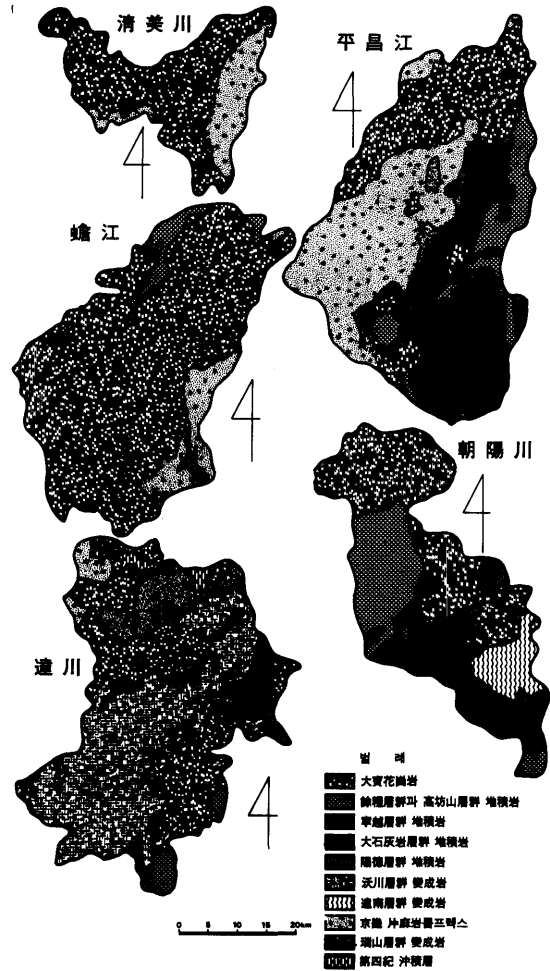 清美川
平昌江
蟾江
朝陽川
達川
범 례
大寶花崗岩
層群과 高坊山層群 堆積岩
寧越層群 堆積岩
大石灰岩層群 堆積岩
陽德層群 堆積岩
沃川層群 變成岩
遠南層群 變成岩
京畿 片麻岩콤프렉스
瑞山層群 變成岩
第四紀 沖積層
0 5 10 15 20km